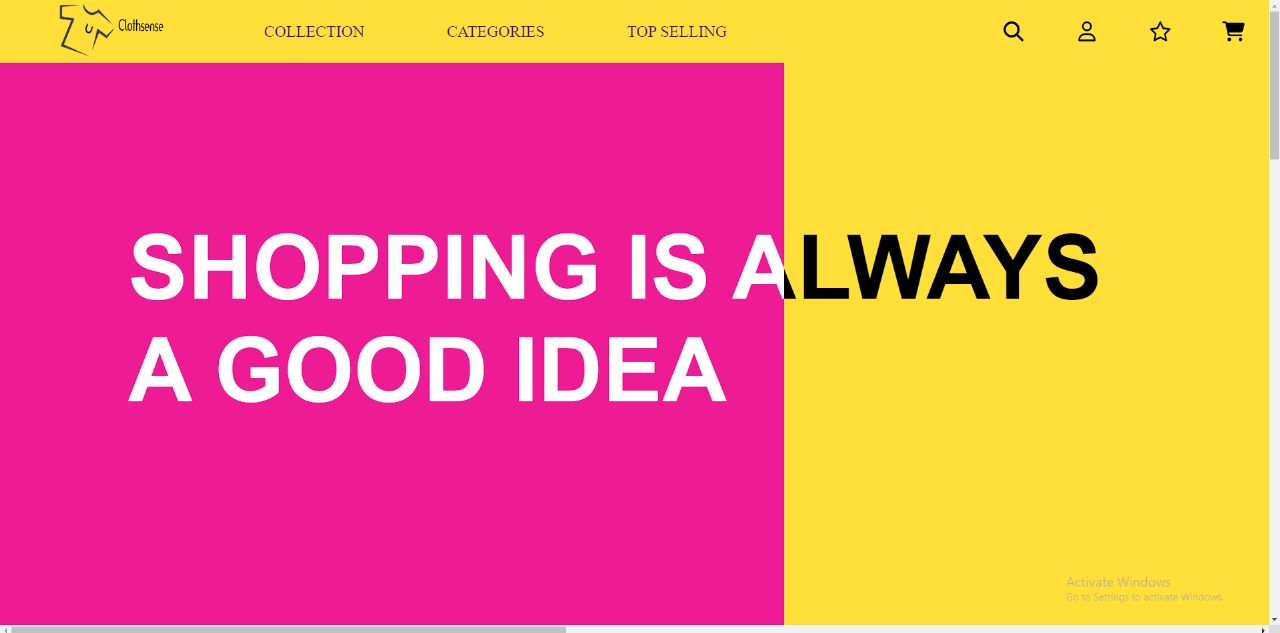 Clothsense
COLLECTION CATEGORIES TOP SELLING
SHOPPING IS ALWAYS
A GOOD IDEA
Activate Windows
Go to Settings to activate Windows.